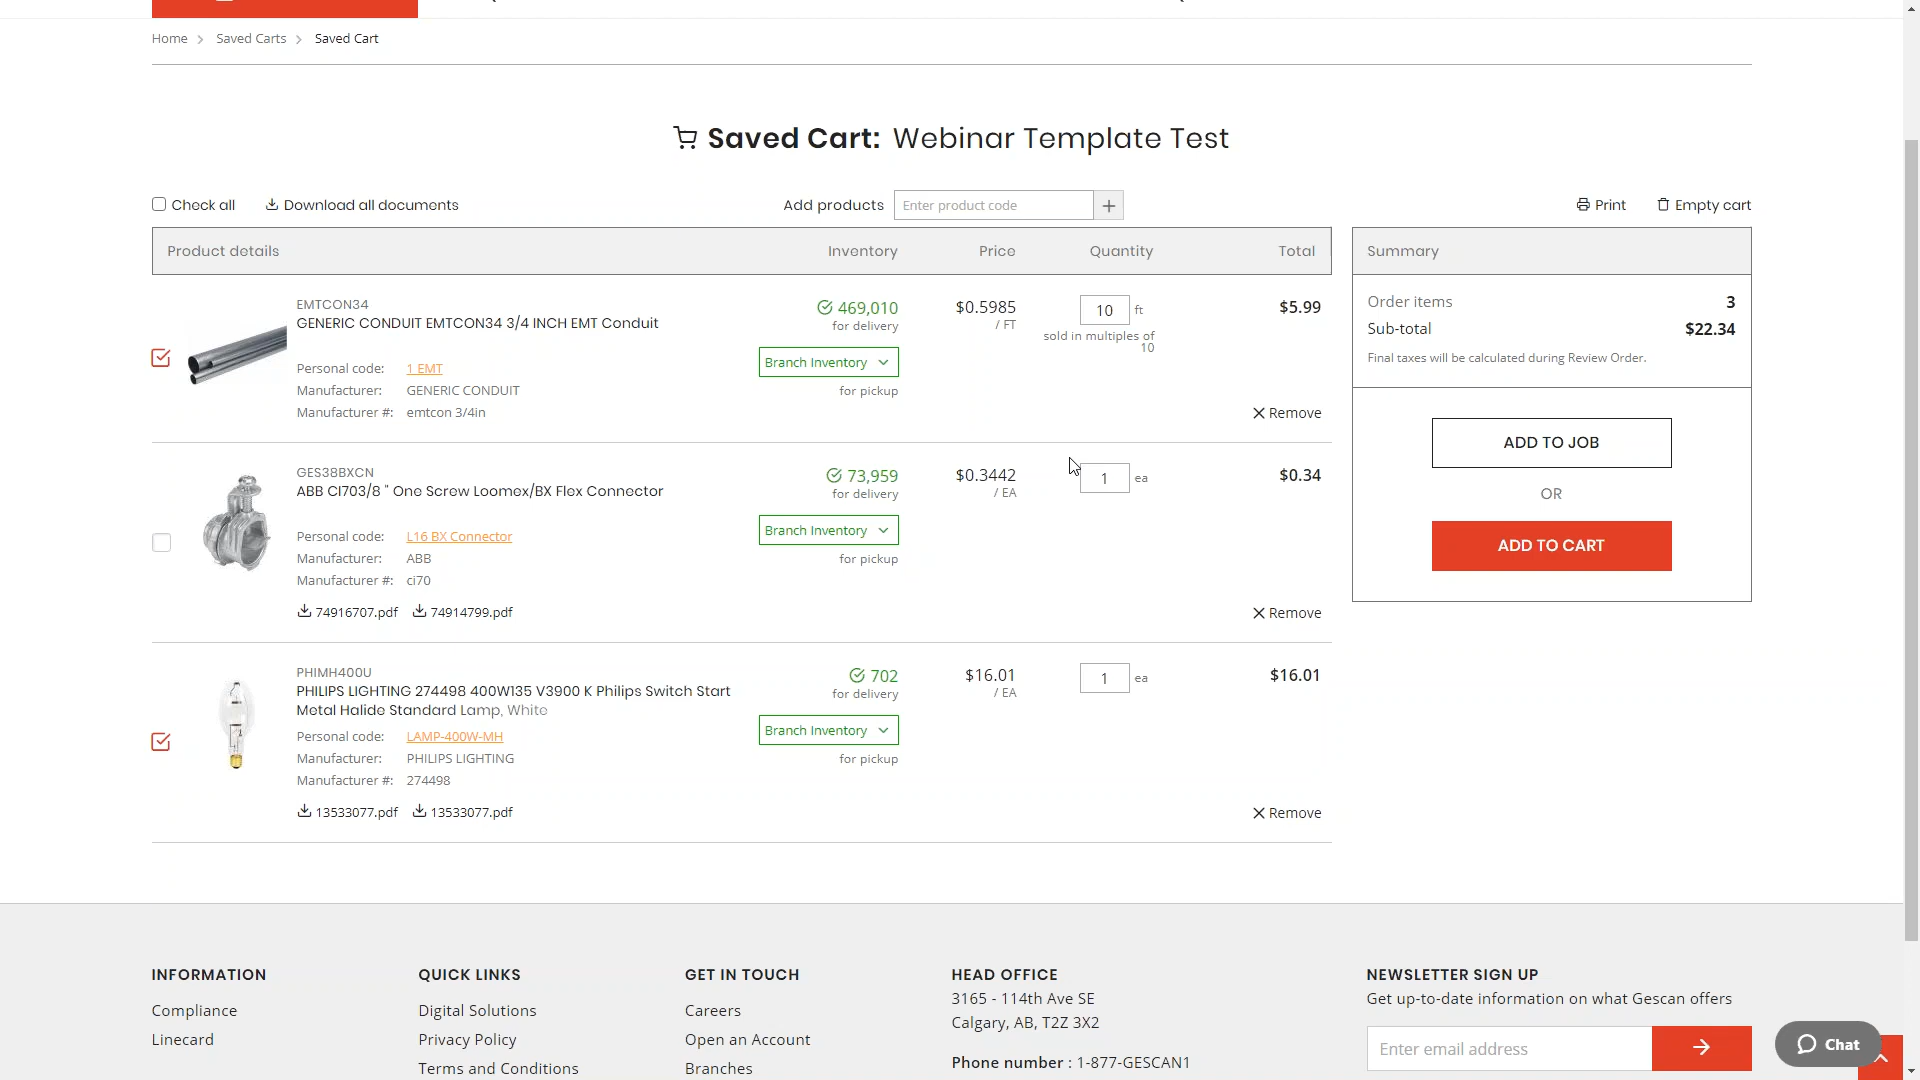 Home > Saved Carts > Saved Cart
Saved Cart: Webinar Template Test
Check all Download all documents Add products Enter product code + Print Empty cart
Product details Inventory Price Quantity Total
EMTCON34
GENERIC CONDUIT EMTCON34 3/4 INCH EMT Conduit
Personal code: 1 EMT
Manufacturer: GENERIC CONDUIT
Manufacturer #: emtcon 3/4in
469,010
for delivery
Branch Inventory
for pickup
$0.5985
/ FT
10 ft
sold in multiples of
10
$5.99
Remove
GES38BXCN
ABB CI703/8 " One Screw Loomex/BX Flex Connector
Personal code: L16 BX Connector
Manufacturer: ABB
Manufacturer #: ci70
74916707.pdf 74914799.pdf
73,959
for delivery
Branch Inventory
for pickup
$0.3442
/ EA
1 ea
$0.34
Remove
PHIMH400U
PHILIPS LIGHTING 274498 400W135 V3900 K Philips Switch Start
Metal Halide Standard Lamp, White
Personal code: LAMP-400W-MH
Manufacturer: PHILIPS LIGHTING
Manufacturer #: 274498
13533077.pdf 13533077.pdf
702
for delivery
Branch Inventory
for pickup
$16.01
/ EA
1 ea
$16.01
Remove
Summary
Order items 3
Sub-total $22.34
Final taxes will be calculated during Review Order.
ADD TO JOB
OR
ADD TO CART
INFORMATION
Compliance
Linecard
QUICK LINKS
Digital Solutions
Privacy Policy
Terms and Conditions
GET IN TOUCH
Careers
Open an Account
Branches
HEAD OFFICE
3165 - 114th Ave SE
Calgary, AB, T2Z 3X2
Phone number : 1-877-GESCAN1
NEWSLETTER SIGN UP
Get up-to-date information on what Gescan offers
Enter email address
Chat